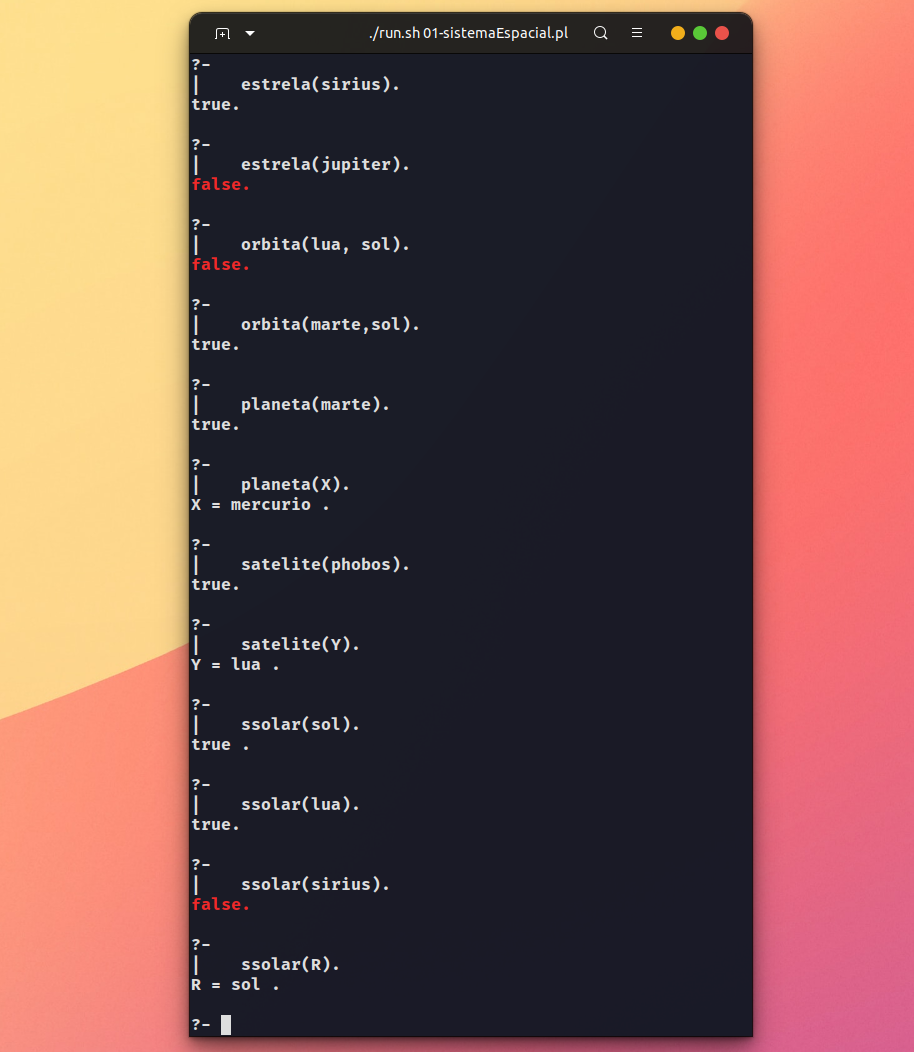 ./run.sh 01-sistemaEspacial.pl
?-
|    estrela(sirius).
true.
?-
|    estrela(jupiter).
false.
?-
|    orbita(lua, sol).
false.
?-
|    orbita(marte,sol).
true.
?-
|    planeta(marte).
true.
?-
|    planeta(X).
X = mercurio .
?-
|    satelite(phobos).
true.
?-
|    satelite(Y).
Y = lua .
?-
|    ssolar(sol).
true .
?-
|    ssolar(lua).
true.
?-
|    ssolar(sirius).
false.
?-
|    ssolar(R).
R = sol .
?-